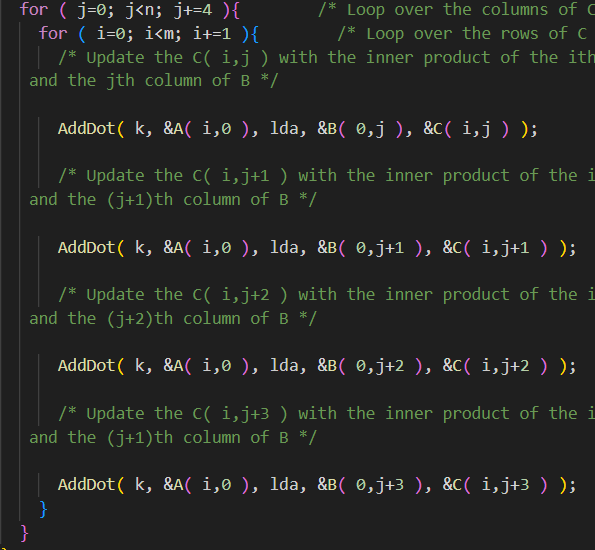 for ( j=0; j<n; j+=4 ){ /* Loop over the columns of C
for ( i=0; i<m; i+=1 ){ /* Loop over the rows of C
/* Update the C( i,j ) with the inner product of the ith
and the jth column of B */
AddDot( k, &A( i,0 ), lda, &B( 0,j ), &C( i,j ) );
/* Update the C( i,j+1 ) with the inner product of the i
and the (j+1)th column of B */
AddDot( k, &A( i,0 ), lda, &B( 0,j+1 ), &C( i,j+1 ) );
/* Update the C( i,j+2 ) with the inner product of the i
and the (j+2)th column of B */
AddDot( k, &A( i,0 ), lda, &B( 0,j+2 ), &C( i,j+2 ) );
/* Update the C( i,j+3 ) with the inner product of the i
and the (j+1)th column of B */
AddDot( k, &A( i,0 ), lda, &B( 0,j+3 ), &C( i,j+3 ) );
}
}